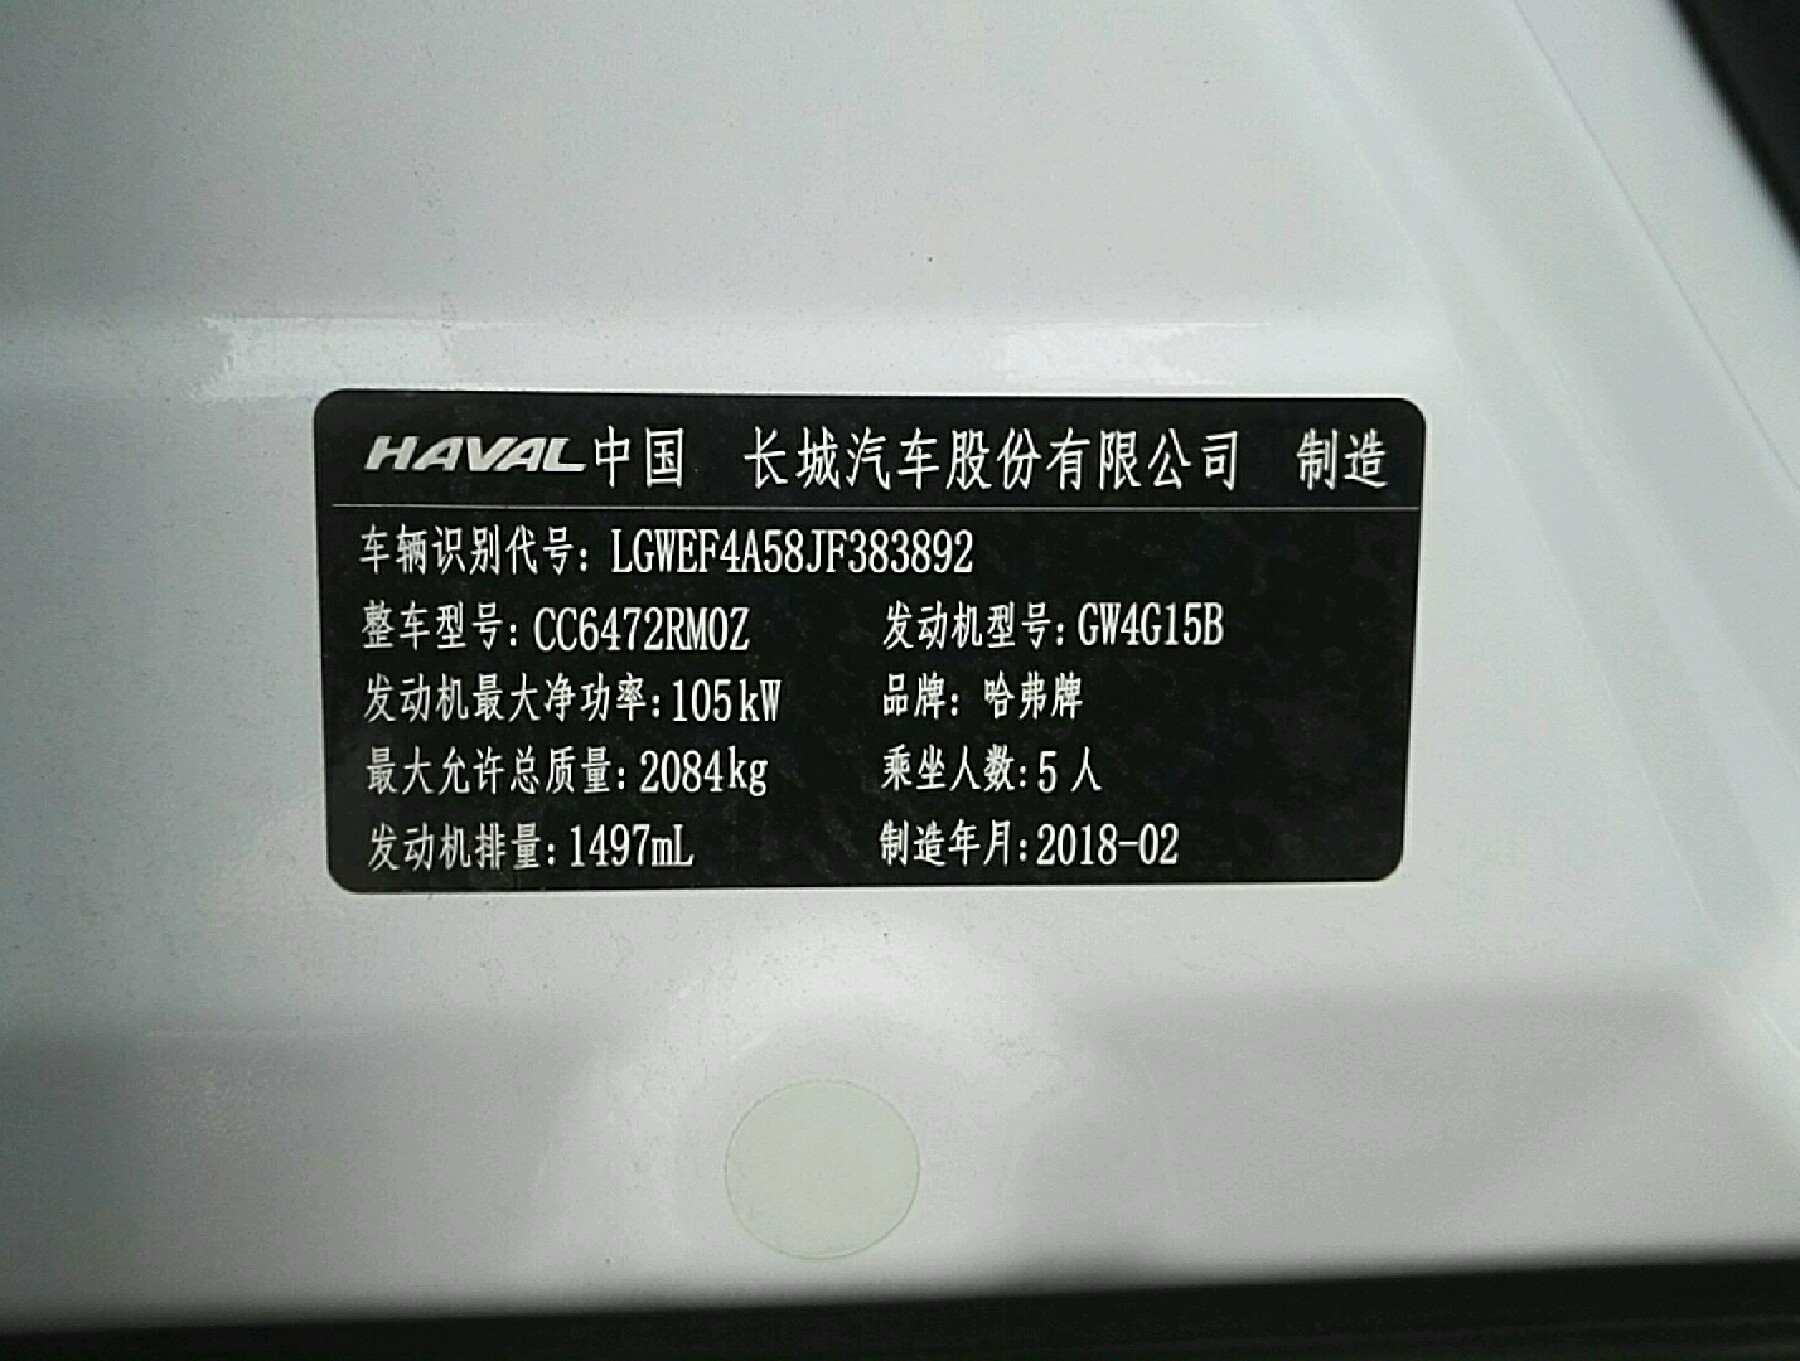 HAVAL中国 长城汽车股份有限公司 制造
车辆识别代号：LGWEF4A58JF383892
整车型号：CC6472RM0Z 发动机型号：GW4G15B
发动机最大净功率：105kW 品牌：哈弗牌
最大允许总质量：2084kg 乘坐人数：5 人
发动机排量：1497mL 制造年月：2018-02